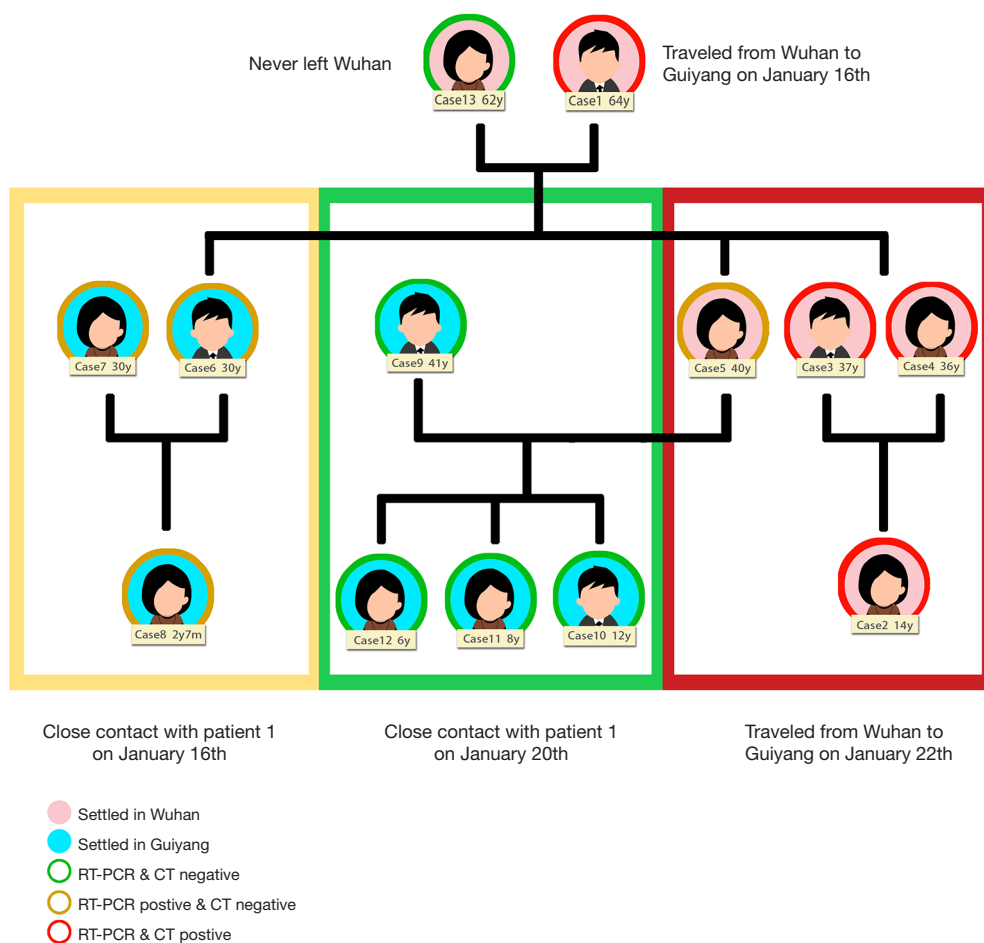 Never left Wuhan
Traveled from Wuhan to
Guiyang on January 16th
Case13 62y
Case1 64y
Case7 30y
Case6 30y
Case9 41y
Case5 40y
Case3 37y
Case4 36y
Case8 2y7m
Case12 6y
Case11 8y
Case10 12y
Case2 14y
Close contact with patient 1
on January 16th
Close contact with patient 1
on January 20th
Traveled from Wuhan to
Guiyang on January 22th
Settled in Wuhan
Settled in Guiyang
RT-PCR & CT negative
RT-PCR postive & CT negative
RT-PCR & CT postive